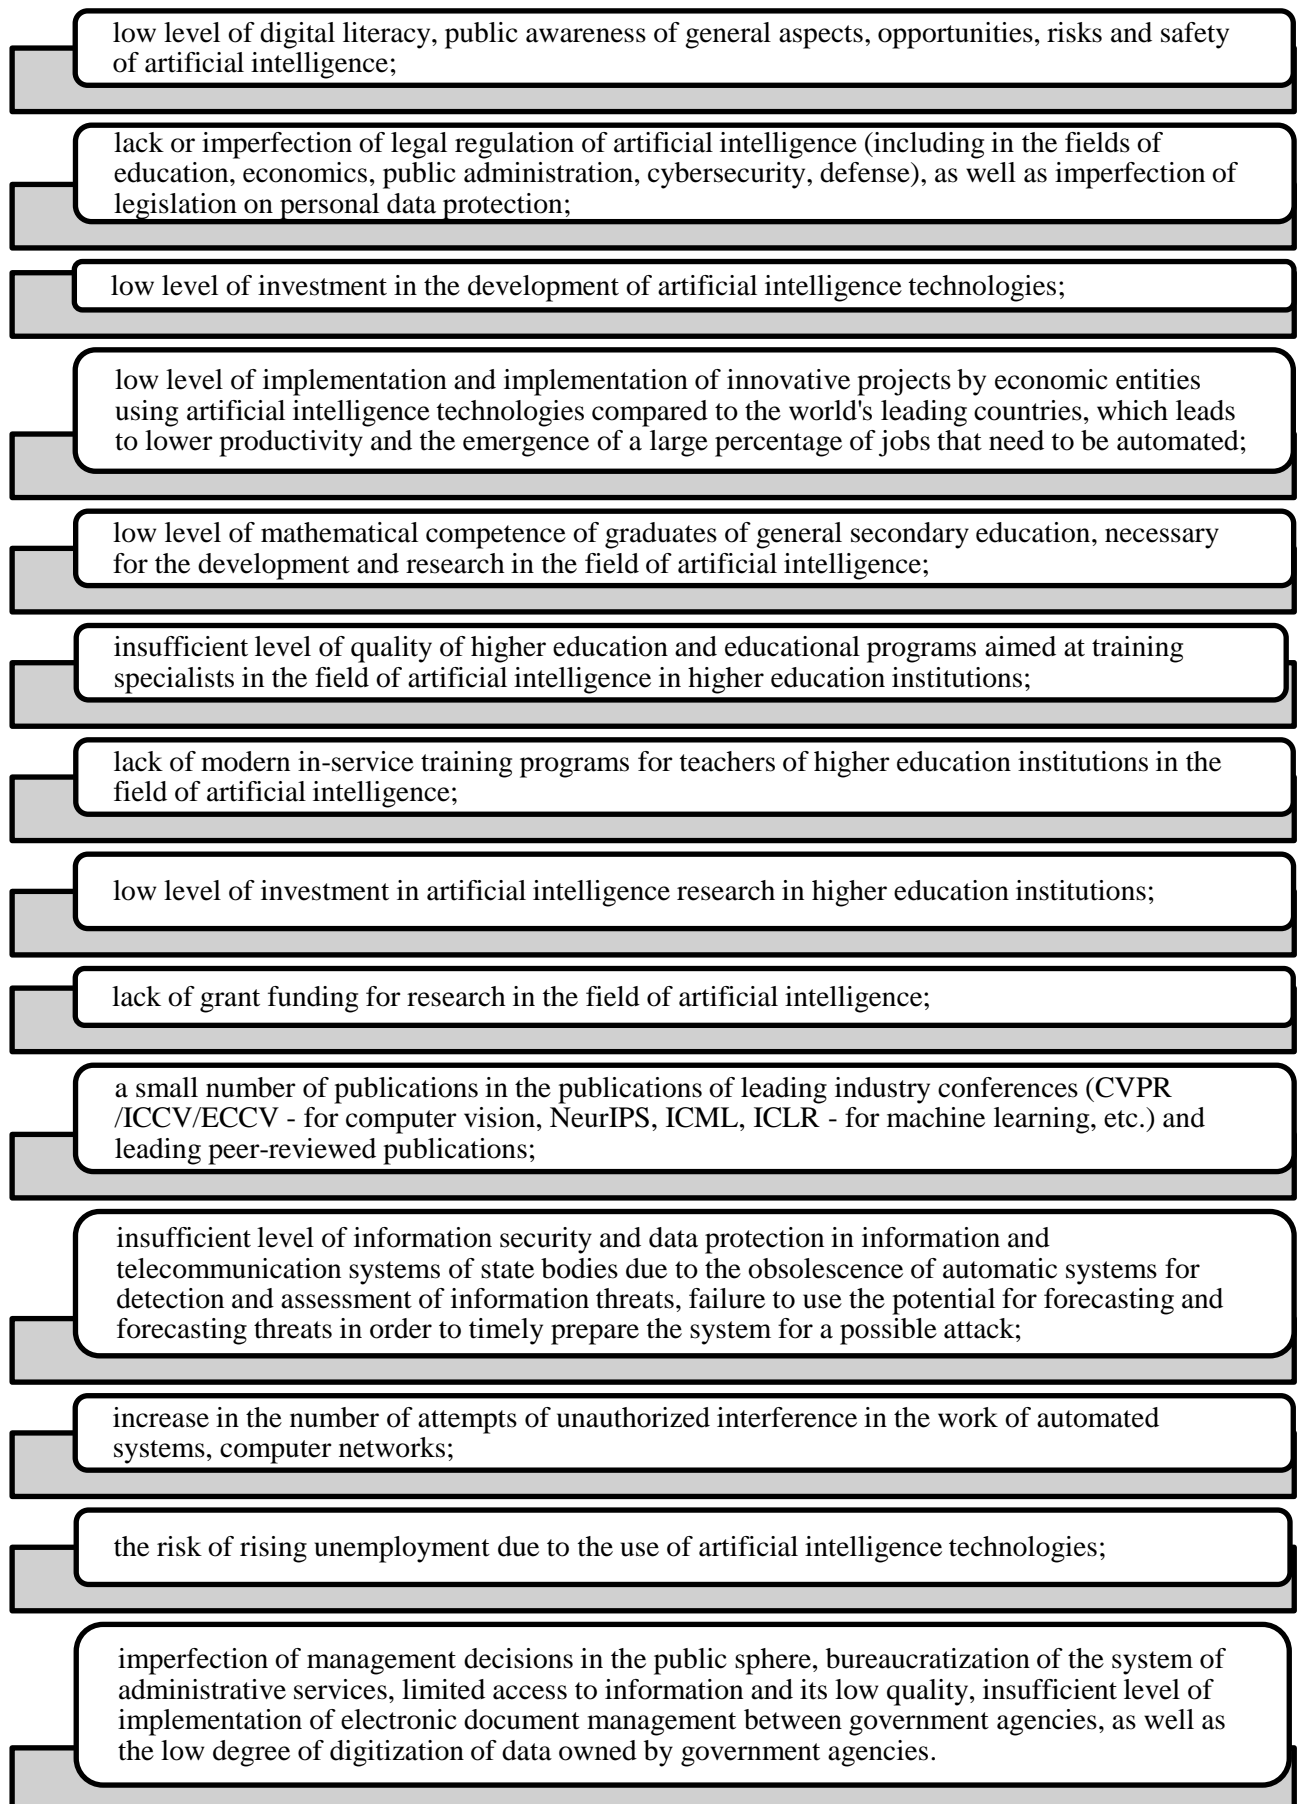 low level of digital literacy, public awareness of general aspects, opportunities, risks and safety
of artificial intelligence;
lack or imperfection of legal regulation of artificial intelligence (including in the fields of
education, economics, public administration, cybersecurity, defense), as well as imperfection of
legislation on personal data protection;
low level of investment in the development of artificial intelligence technologies;
low level of implementation and implementation of innovative projects by economic entities
using artificial intelligence technologies compared to the world's leading countries, which leads
to lower productivity and the emergence of a large percentage of jobs that need to be automated;
low level of mathematical competence of graduates of general secondary education, necessary
for the development and research in the field of artificial intelligence;
insufficient level of quality of higher education and educational programs aimed at training
specialists in the field of artificial intelligence in higher education institutions;
lack of modern in-service training programs for teachers of higher education institutions in the
field of artificial intelligence;
low level of investment in artificial intelligence research in higher education institutions;
lack of grant funding for research in the field of artificial intelligence;
a small number of publications in the publications of leading industry conferences (CVPR
/ICCV/ECCV - for computer vision, NeurIPS, ICML, ICLR - for machine learning, etc.) and
leading peer-reviewed publications;
insufficient level of information security and data protection in information and
telecommunication systems of state bodies due to the obsolescence of automatic systems for
detection and assessment of information threats, failure to use the potential for forecasting and
forecasting threats in order to timely prepare the system for a possible attack;
increase in the number of attempts of unauthorized interference in the work of automated
systems, computer networks;
the risk of rising unemployment due to the use of artificial intelligence technologies;
imperfection of management decisions in the public sphere, bureaucratization of the system of
administrative services, limited access to information and its low quality, insufficient level of
implementation of electronic document management between government agencies, as well as
the low degree of digitization of data owned by government agencies.